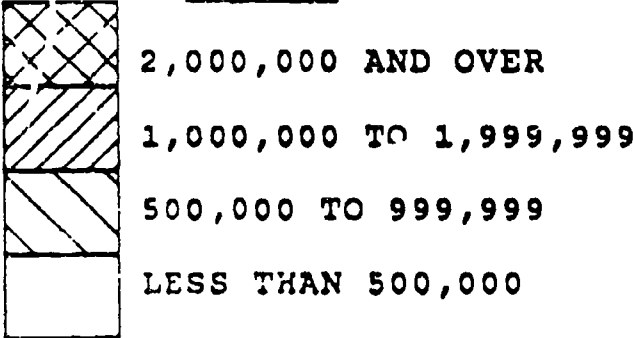 2,000,000 AND OVER
1,000,000 TO 1,999,999
500,000 TO 999,999
LESS THAN 500,000